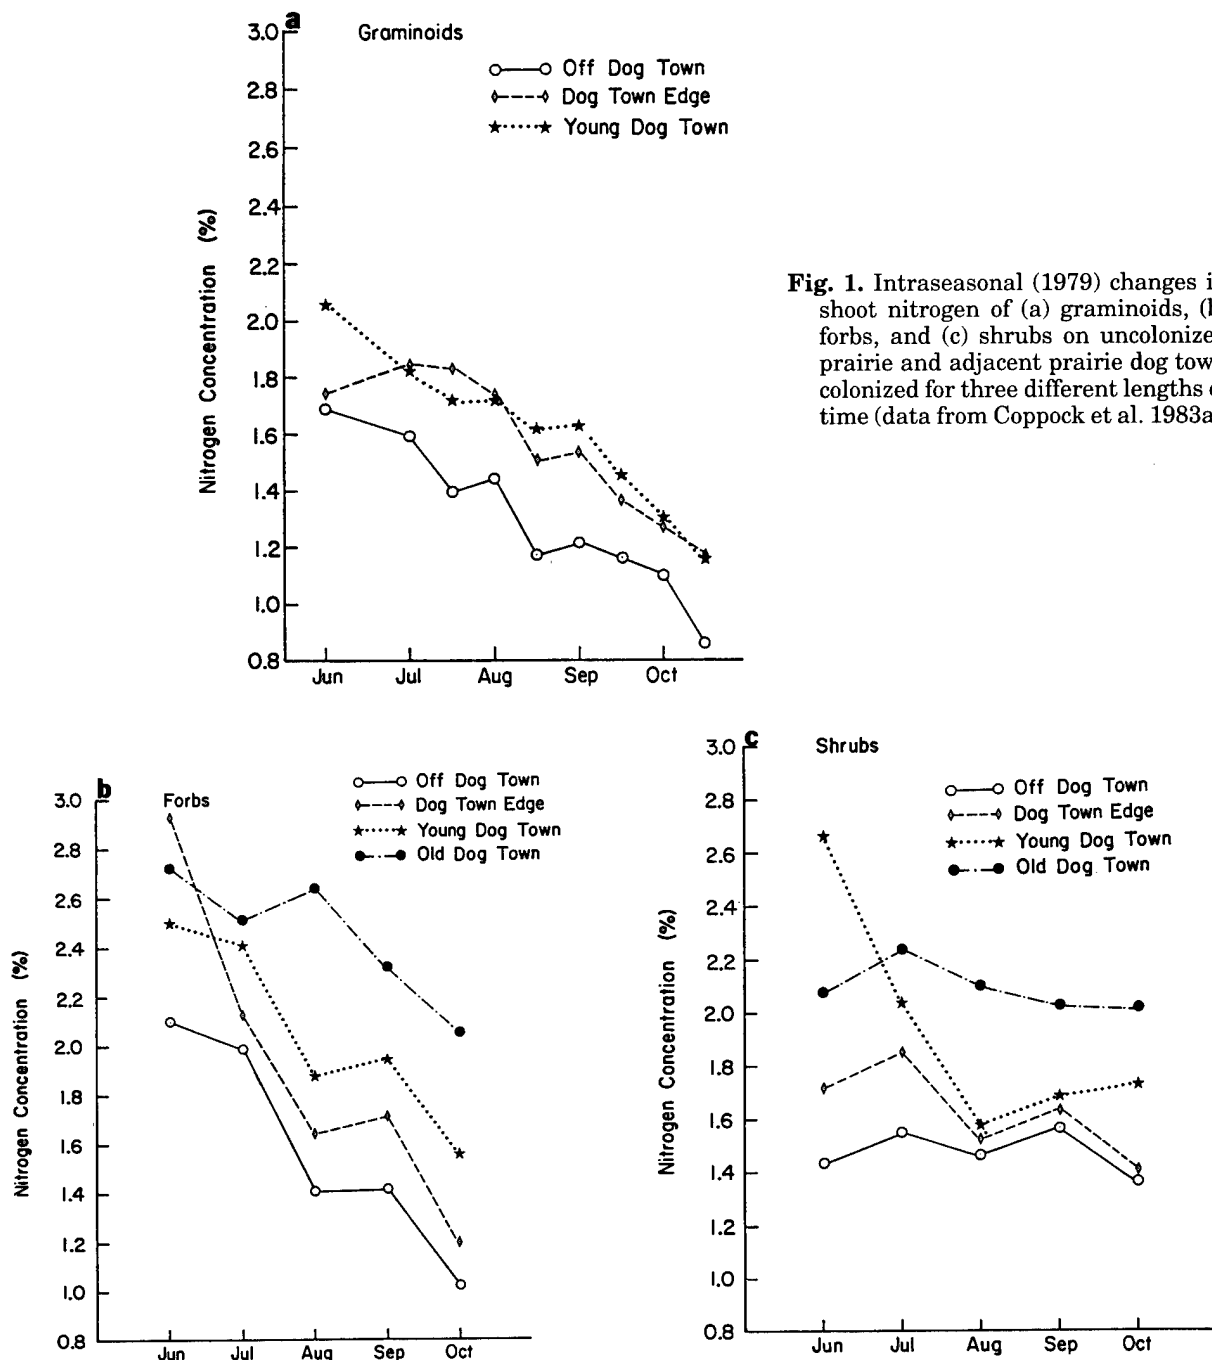 a
Graminoids
Off Dog Town
Dog Town Edge
Young Dog Town
Nitrogen Concentration (%)
3.0
2.8
2.6
2.4
2.2
2.0
1.8
1.6
1.4
1.2
1.0
0.8
Jun Jul Aug Sep Oct
Fig. 1. Intraseasonal (1979) changes i
shoot nitrogen of (a) graminoids, (b
forbs, and (c) shrubs on uncolonize
prairie and adjacent prairie dog tow
colonized for three different lengths o
time (data from Coppock et al. 1983a
b
Forbs
Off Dog Town
Dog Town Edge
Young Dog Town
Old Dog Town
Nitrogen Concentration (%)
3.0
2.8
2.6
2.4
2.2
2.0
1.8
1.6
1.4
1.2
1.0
0.8
Jun Jul Aug Sep Oct
c
Shrubs
Off Dog Town
Dog Town Edge
Young Dog Town
Old Dog Town
Nitrogen Concentration (%)
3.0
2.8
2.6
2.4
2.2
2.0
1.8
1.6
1.4
1.2
1.0
0.8
Jun Jul Aug Sep Oct